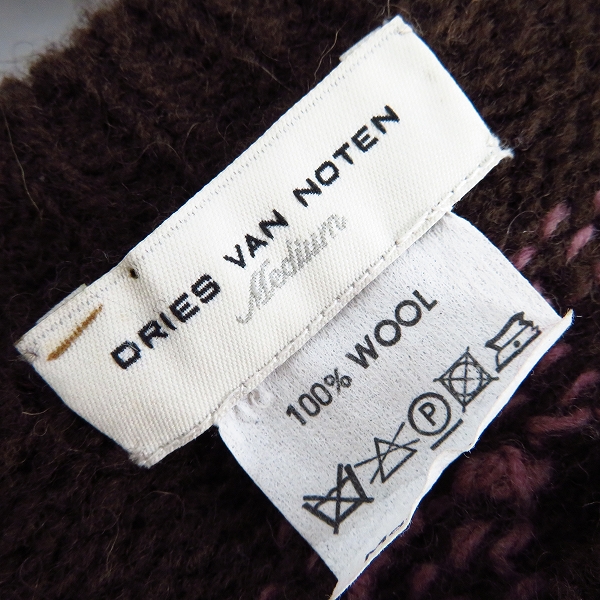 DRIES VAN NOTEN
Medium
100% WOOL
P